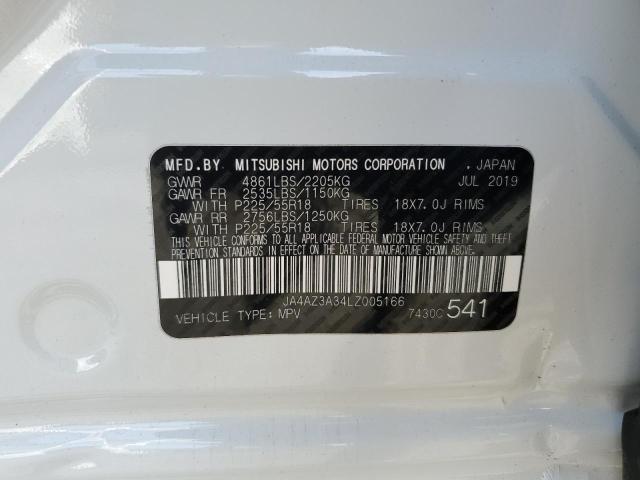 MFD.BY MITSUBISHI MOTORS CORPORATION . JAPAN
GVWR 4861LBS/2205KG JUL 2019
GAWR FR 2535LBS/1150KG
WITH P225/55R18 TIRES 18X7.0J RIMS
GAWR RR 2756LBS/1250KG
WITH P225/55R18 TIRES 18X7.0J RIMS
THIS VEHICLE CONFORMS TO ALL APPLICABLE FEDERAL MOTOR VEHICLE SAFETY AND THEFT
PREVENTION STANDARDS IN EFFECT ON THE DATE OF MANUFACTURE SHOWN ABOVE.
JA4AZ3A34LZ005166
VEHICLE TYPE: MPV 7430C 541